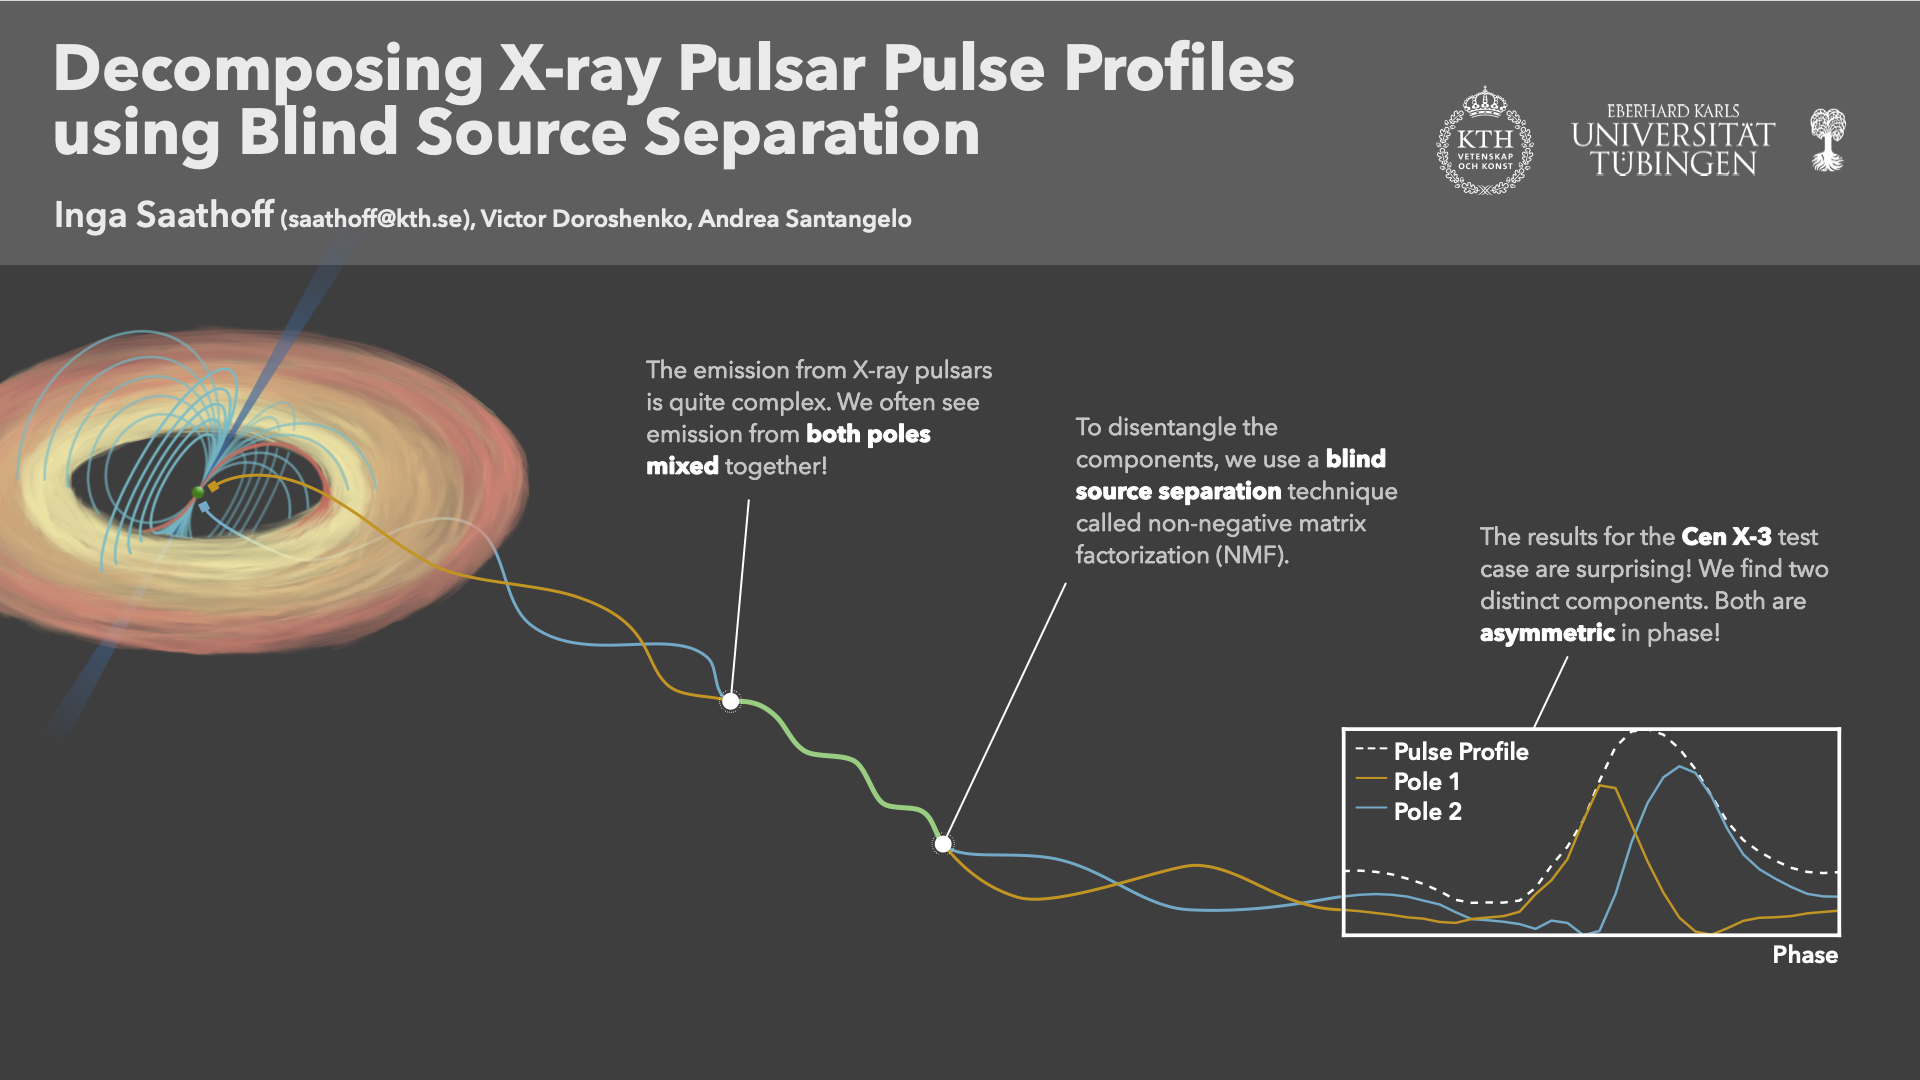 Decomposing X-ray Pulsar Pulse Profiles
using Blind Source Separation
Inga Saathoff (saathoff@kth.se), Victor Doroshenko, Andrea Santangelo
KTH
VETENSKAP
OCH KONST
EBERHARD KARLS
UNIVERSITÄT
TÜBINGEN
The emission from X-ray pulsars
is quite complex. We often see
emission from both poles
mixed together!
To disentangle the
components, we use a blind
source separation technique
called non-negative matrix
factorization (NMF).
The results for the Cen X-3 test
case are surprising! We find two
distinct components. Both are
asymmetric in phase!
Pulse Profile
Pole 1
Pole 2
Phase